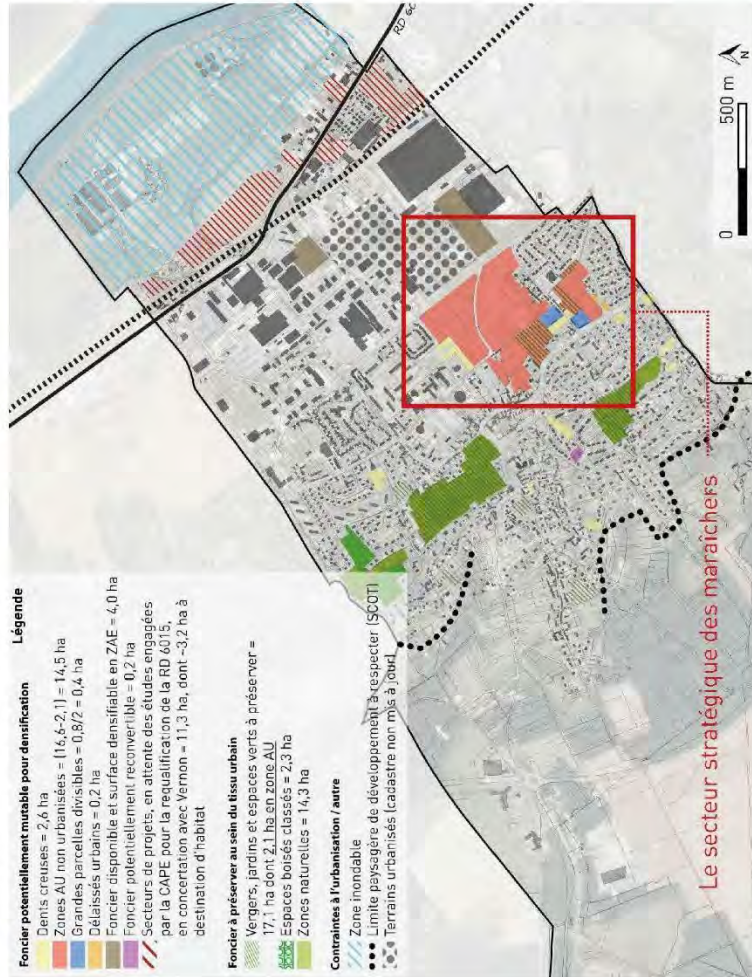 Légende
Foncier potentiellement mutable pour densification
Dents creuses = 2,6 ha
Zones AU non urbanisées = (16,6-2,1) = 14,5 ha
Grandes parcelles divisibles = 0,8/2 = 0,4 ha
Délaissés urbains = 0,2 ha
Foncier disponible et surface densifiable en ZAE = 4,0 ha
Foncier potentiellement reconvertible = 0,2 ha
Secteurs de projets, en attente des études engagées
par la CAPE pour la requalification de la RD 6015,
en concertation avec Vernon = 11,3 ha, dont ~3,2 ha à
destination d'habitat
Foncier à préserver au sein du tissu urbain
Vergers, jardins et espaces verts à préserver =
17,1 ha dont 2,1 ha en zone AU
Espaces boisés classés = 2,3 ha
Zones naturelles = 14,3 ha
Contraintes à l'urbanisation / autre
Zone inondable
Limite paysagère de développement à respecter (SCOT)
Terrains urbanisés (cadastre non mis à jour)
Le secteur stratégique des maraîchers
0
500 m
N